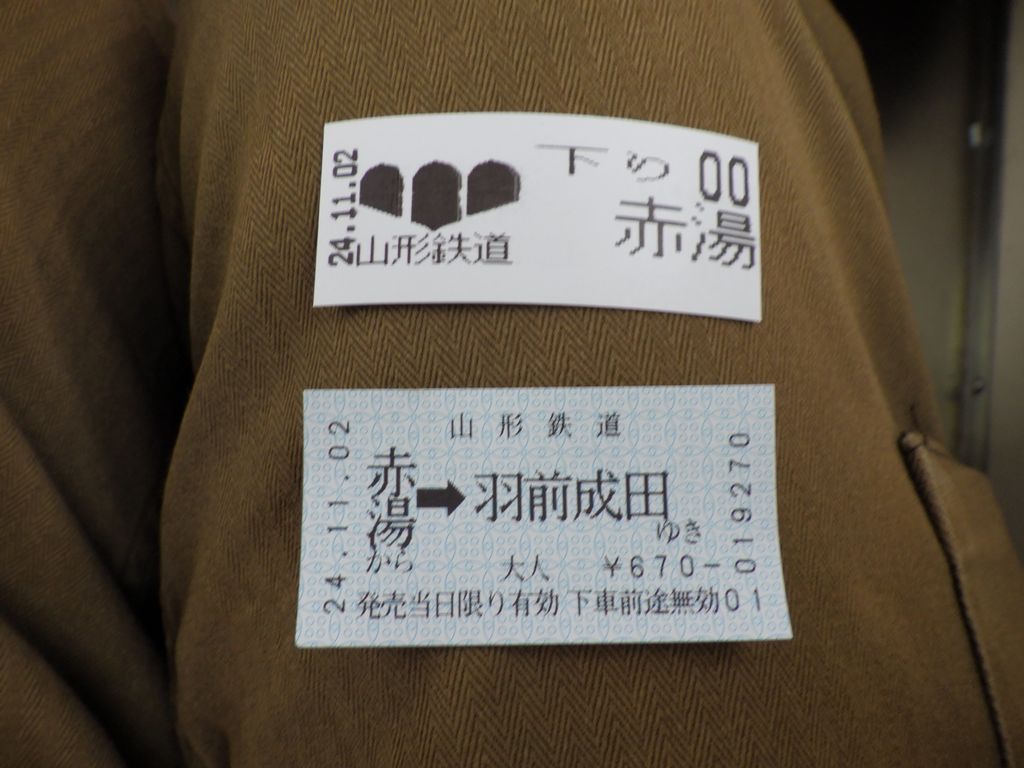 24.11.02
下り 00
赤湯
山形鉄道
山形鉄道
24.11.02
赤湯から➡羽前成田ゆき
大人 ¥670-
発売当日限り有効 下車前途無効01
0192270